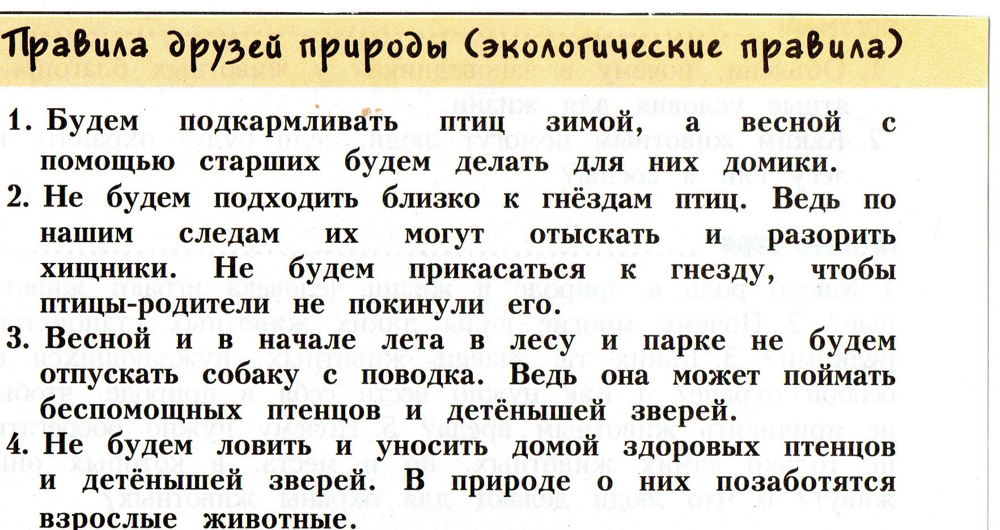 Правила друзей природы (экологические правила)
1. Будем подкармливать птиц зимой, а весной с
помощью старших будем делать для них домики.
2. Не будем подходить близко к гнёздам птиц. Ведь по
нашим следам их могут отыскать и разорить
хищники. Не будем прикасаться к гнезду, чтобы
птицы-родители не покинули его.
3. Весной и в начале лета в лесу и парке не будем
отпускать собаку с поводка. Ведь она может поймать
беспомощных птенцов и детёнышей зверей.
4. Не будем ловить и уносить домой здоровых птенцов
и детёнышей зверей. В природе о них позаботятся
взрослые животные.